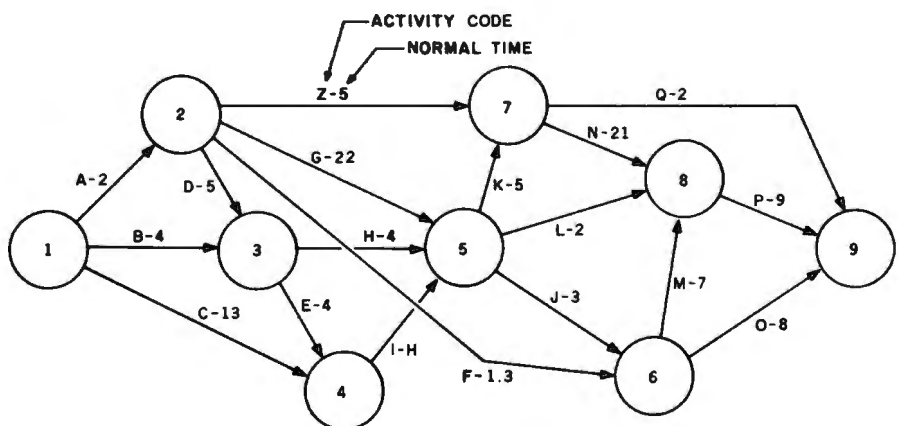 ACTIVITY CODE
NORMAL TIME
Z-5
Q-2
2
7
N-21
G-22
A-2
D-5
K-5
8
P-9
B-4
H-4
L-2
1
3
5
9
M-7
J-3
E-4
C-13
O-8
I-H
F-1.3
6
4